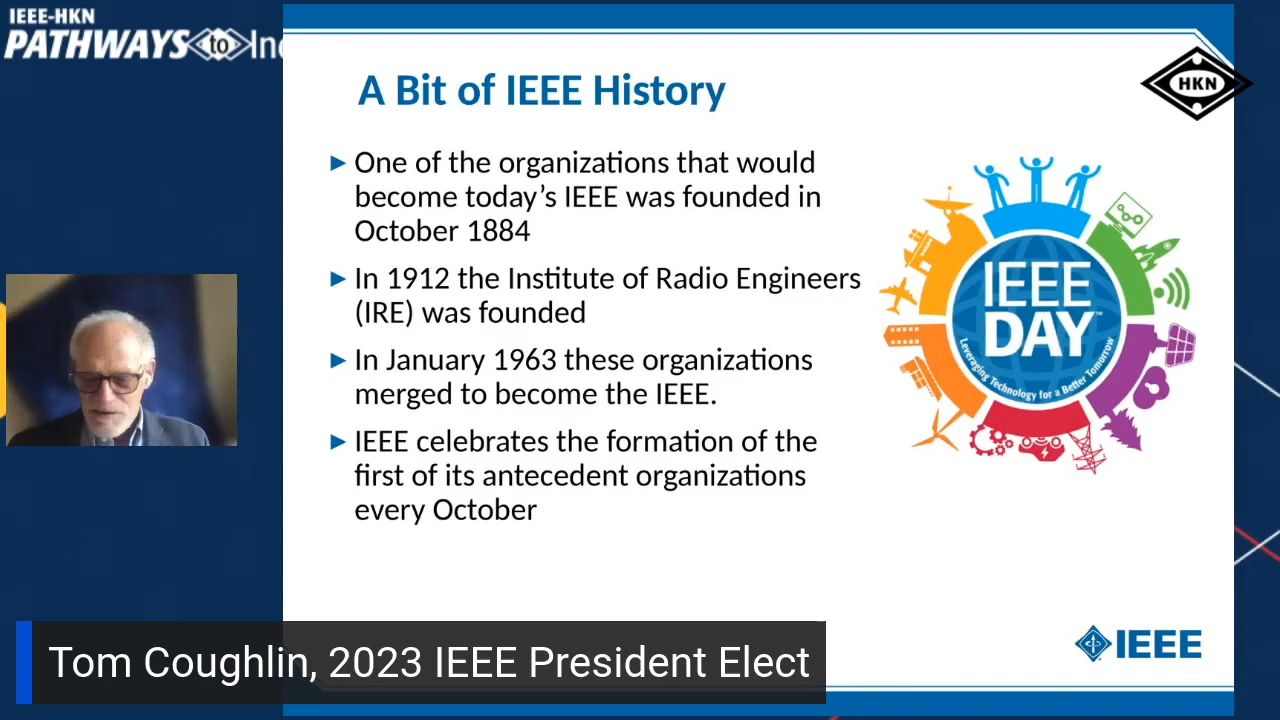 IEEE-HKN
PATHWAYS to Ind
A Bit of IEEE History
HKN
► One of the organizations that would
become today’s IEEE was founded in
October 1884
► In 1912 the Institute of Radio Engineers
(IRE) was founded
► In January 1963 these organizations
merged to become the IEEE.
► IEEE celebrates the formation of the
first of its antecedent organizations
every October
IEEE
DAY™
Leveraging Technology for a Better Tomorrow
Tom Coughlin, 2023 IEEE President Elect
IEEE